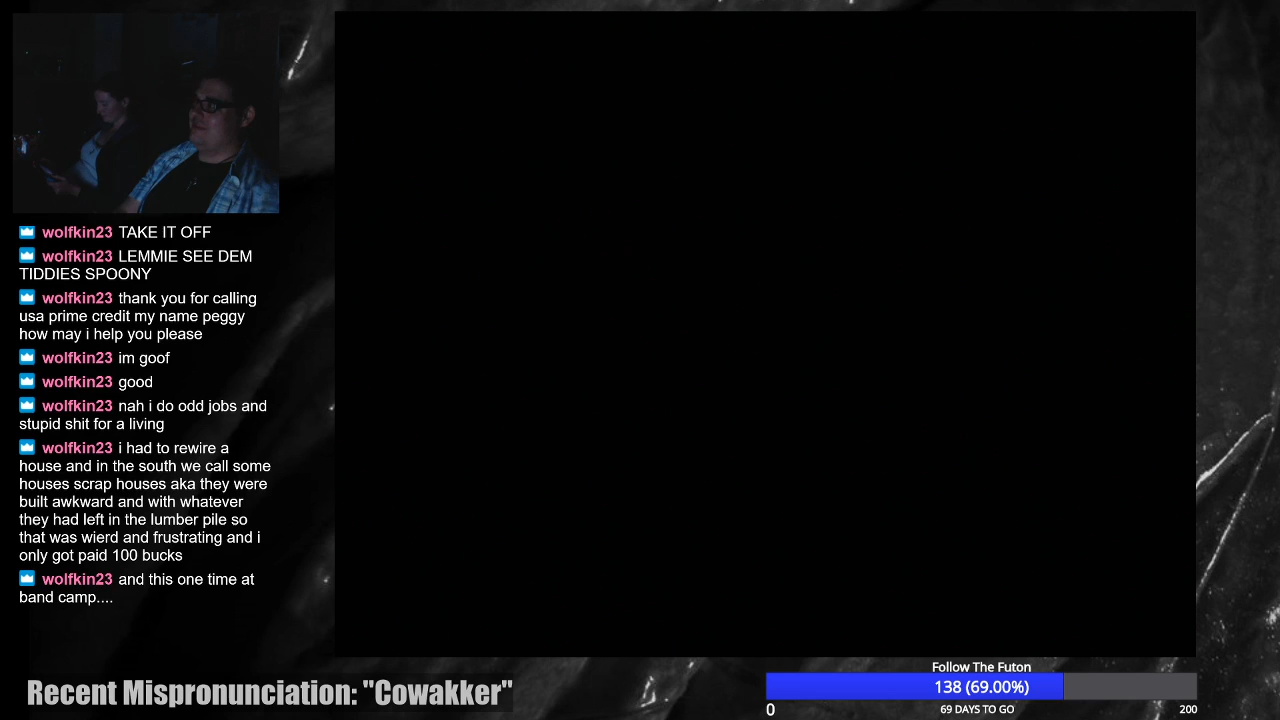 wolfkin23 TAKE IT OFF
wolfkin23 LEMMIE SEE DEM
TIDDIES SPOONY
wolfkin23 thank you for calling
usa prime credit my name peggy
how may i help you please
wolfkin23 im goof
wolfkin23 good
wolfkin23 nah i do odd jobs and
stupid shit for a living
wolfkin23 i had to rewire a
house and in the south we call some
houses scrap houses aka they were
built awkward and with whatever
they had left in the lumber pile so
that was wierd and frustrating and i
only got paid 100 bucks
wolfkin23 and this one time at
band camp....
Recent Mispronunciation: "Cowakker"
Follow The Futon
138 (69.00%)
0 69 DAYS TO GO 200